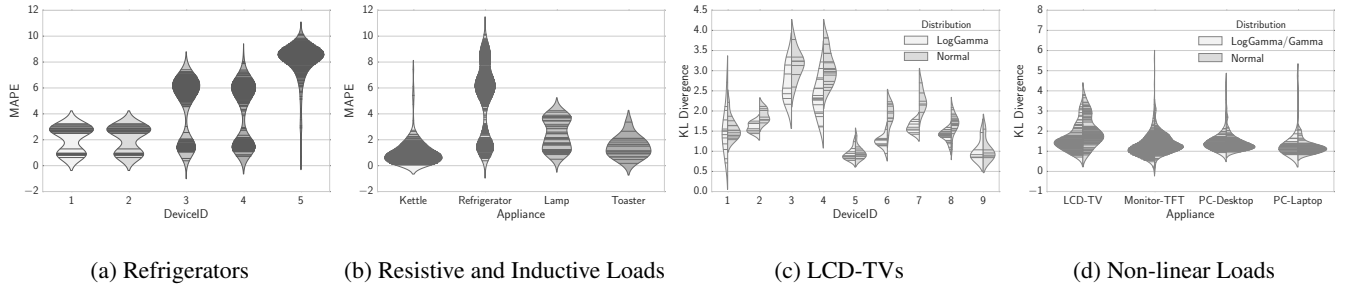 12
10
8
6
4
2
0
−2
MAPE
1 2 3 4 5
DeviceID
(a) Refrigerators
12
10
8
6
4
2
0
−2
MAPE
Kettle Refrigerator Lamp Toaster
Appliance
(b) Resistive and Inductive Loads
4.5
4.0
3.5
3.0
2.5
2.0
1.5
1.0
0.5
0.0
KL Divergence
Distribution
LogGamma
Normal
1 2 3 4 5 6 7 8 9
DeviceID
(c) LCD-TVs
8
7
6
5
4
3
2
1
0
−1
KL Divergence
Distribution
LogGamma/Gamma
Normal
LCD-TV Monitor-TFT PC-Desktop PC-Laptop
Appliance
(d) Non-linear Loads